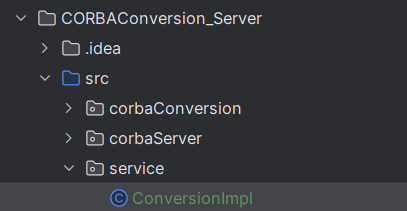 CORBAConversion_Server
.idea
src
corbaConversion
corbaServer
service
C ConversionImpl